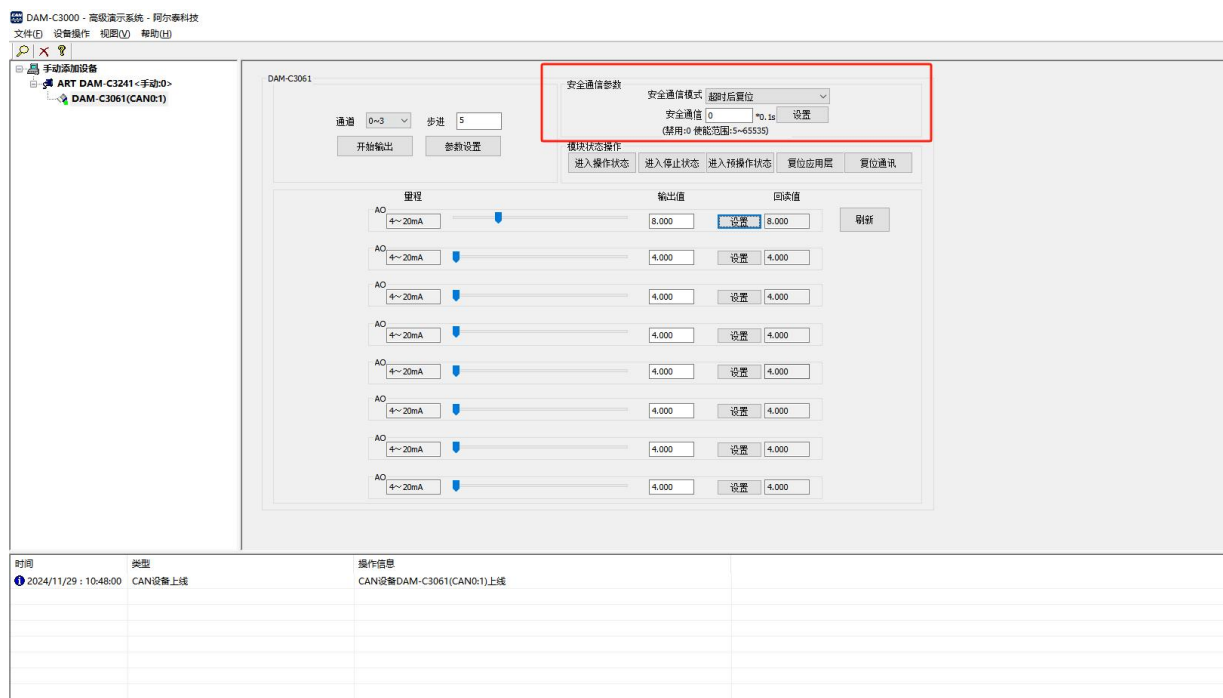 DAM-C3000 - 高级演示系统 - 阿尔泰科技
文件(F) 设备操作 视图(V) 帮助(H)
手动添加设备
ART DAM-C3241<手动:0>
DAM-C3061(CAN0:1)
DAM-C3061
通道 0~3 步进 5
开始输出 参数设置
安全通信参数
安全通信模式 超时后复位
安全通信 0 *0.1s 设置
(禁用:0 使能范围:5~65535)
模块状态操作
进入操作状态 进入停止状态 进入预操作状态 复位应用层 复位通讯
量程 输出值 回读值
AO
4~20mA 8.000 设置 8.000 刷新
AO
4~20mA 4.000 设置 4.000
AO
4~20mA 4.000 设置 4.000
AO
4~20mA 4.000 设置 4.000
AO
4~20mA 4.000 设置 4.000
AO
4~20mA 4.000 设置 4.000
AO
4~20mA 4.000 设置 4.000
AO
4~20mA 4.000 设置 4.000
时间 类型 操作信息
2024/11/29 : 10:48:00 CAN设备上线 CAN设备DAM-C3061(CAN0:1)上线